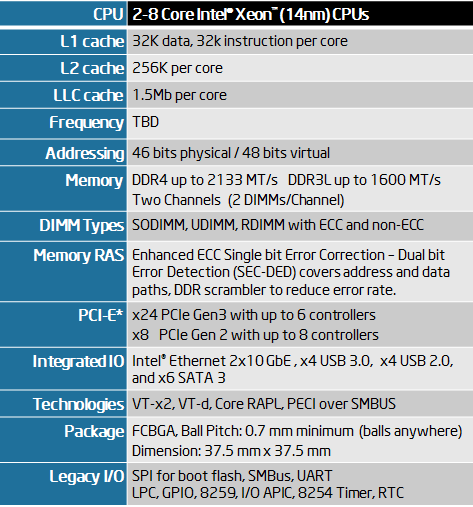 CPU 2-8 Core Intel® Xeon™ (14nm) CPUs
L1 cache 32K data, 32k instruction per core
L2 cache 256K per core
LLC cache 1.5Mb per core
Frequency TBD
Addressing 46 bits physical / 48 bits virtual
Memory DDR4 up to 2133 MT/s DDR3L up to 1600 MT/s
Two Channels (2 DIMMs/Channel)
DIMM Types SODIMM, UDIMM, RDIMM with ECC and non-ECC
Memory RAS Enhanced ECC Single bit Error Correction – Dual bit
Error Detection (SEC-DED) covers address and data
paths, DDR scrambler to reduce error rate.
PCI-E* x24 PCIe Gen3 with up to 6 controllers
x8 PCIe Gen 2 with up to 8 controllers
Integrated IO Intel® Ethernet 2x10 GbE , x4 USB 3.0, x4 USB 2.0,
and x6 SATA 3
Technologies VT-x2, VT-d, Core RAPL, PECI over SMBUS
Package FCBGA, Ball Pitch: 0.7 mm minimum (balls anywhere)
Dimension: 37.5 mm x 37.5 mm
Legacy I/O SPI for boot flash, SMBus, UART
LPC, GPIO, 8259, I/O APIC, 8254 Timer, RTC